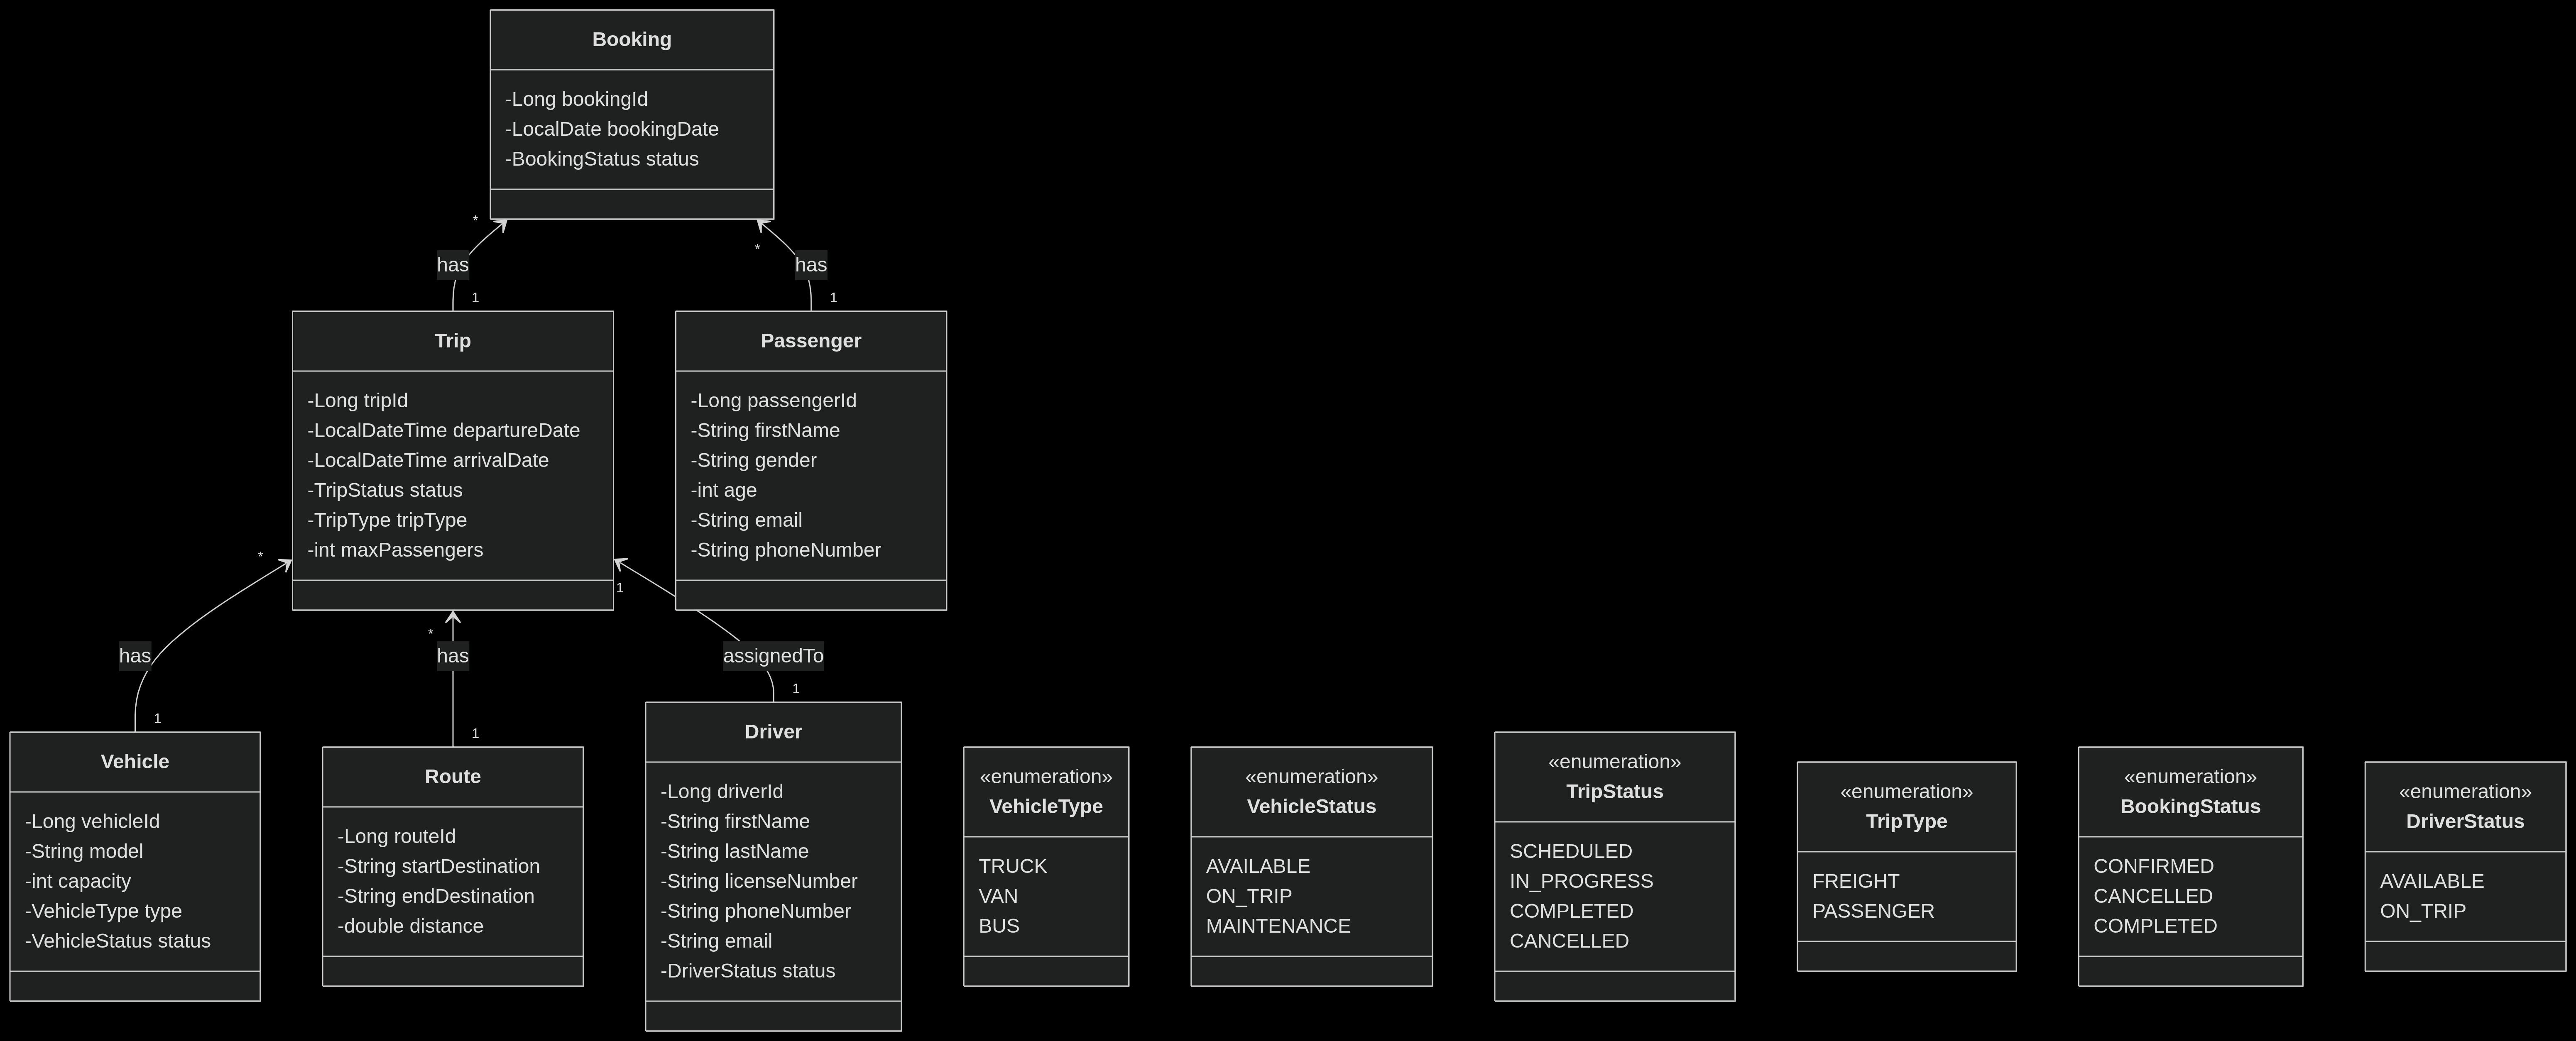 Booking
-Long bookingId
-LocalDate bookingDate
-BookingStatus status
*
*
has
has
1
1
Trip
-Long tripId
-LocalDateTime departureDate
-LocalDateTime arrivalDate
-TripStatus status
-TripType tripType
-int maxPassengers
Passenger
-Long passengerId
-String firstName
-String gender
-int age
-String email
-String phoneNumber
*
*
1
has
has
assignedTo
1
1
1
Vehicle
-Long vehicleId
-String model
-int capacity
-VehicleType type
-VehicleStatus status
Route
-Long routeId
-String startDestination
-String endDestination
-double distance
Driver
-Long driverId
-String firstName
-String lastName
-String licenseNumber
-String phoneNumber
-String email
-DriverStatus status
«enumeration»
VehicleType
TRUCK
VAN
BUS
«enumeration»
VehicleStatus
AVAILABLE
ON_TRIP
MAINTENANCE
«enumeration»
TripStatus
SCHEDULED
IN_PROGRESS
COMPLETED
CANCELLED
«enumeration»
TripType
FREIGHT
PASSENGER
«enumeration»
BookingStatus
CONFIRMED
CANCELLED
COMPLETED
«enumeration»
DriverStatus
AVAILABLE
ON_TRIP